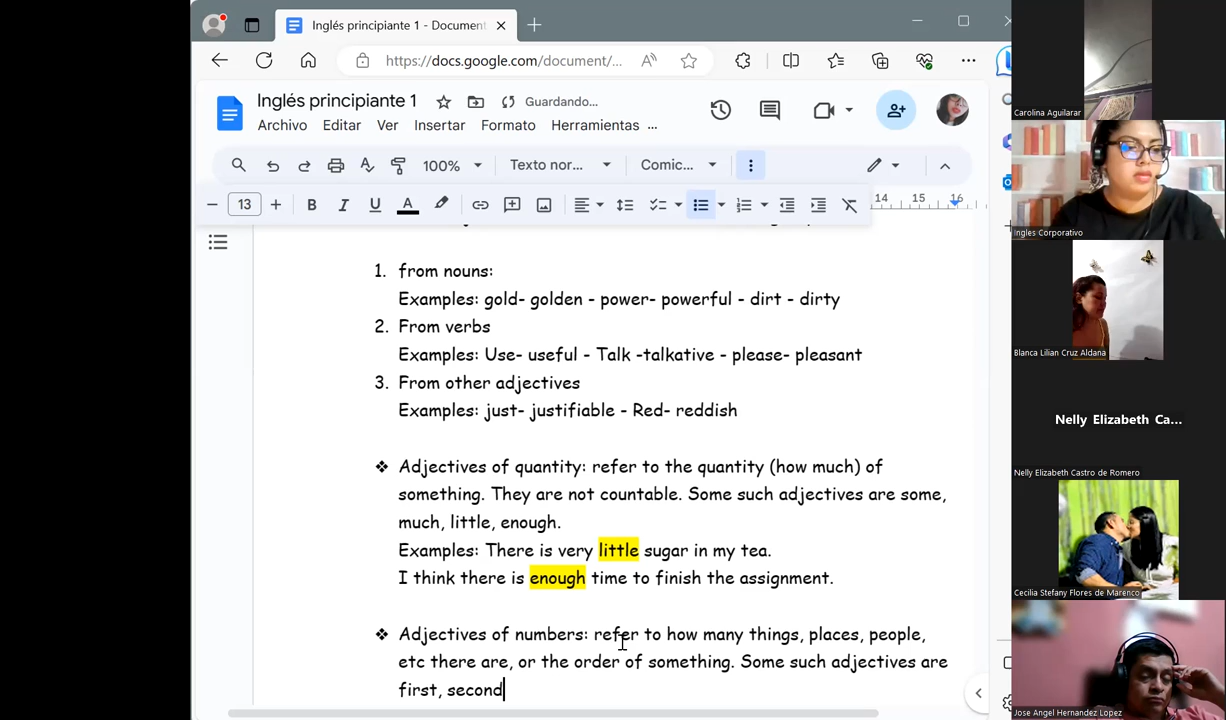 Inglés principiante 1 - Document
https://docs.google.com/document/...
Inglés principiante 1
Guardando...
Archivo Editar Ver Insertar Formato Herramientas ...
100% Texto nor... Comic...
13
14 15 16
1. from nouns:
Examples: gold- golden - power- powerful - dirt - dirty
2. From verbs
Examples: Use- useful - Talk -talkative - please- pleasant
3. From other adjectives
Examples: just- justifiable - Red- reddish
❖ Adjectives of quantity: refer to the quantity (how much) of
something. They are not countable. Some such adjectives are some,
much, little, enough.
Examples: There is very little sugar in my tea.
I think there is enough time to finish the assignment.
❖ Adjectives of numbers: refer to how many things, places, people,
etc there are, or the order of something. Some such adjectives are
first, second
Carolina Aguilarar
Ingles Corporativo
Blanca Lilian Cruz Aldana
Nelly Elizabeth Ca...
Nelly Elizabeth Castro de Romero
Cecilia Stefany Flores de Marenco
Jose Angel Hernandez Lopez